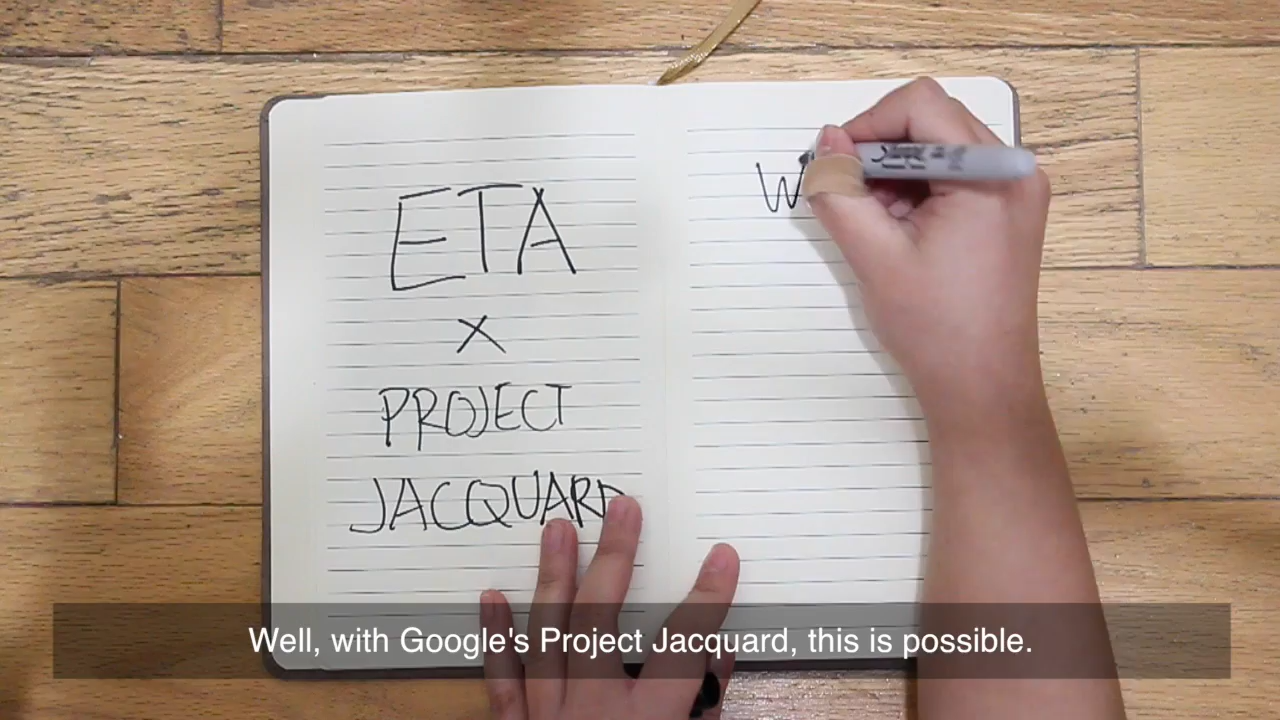 ETA
X
PROJECT
JACQUARD
W
Well, with Google's Project Jacquard, this is possible.